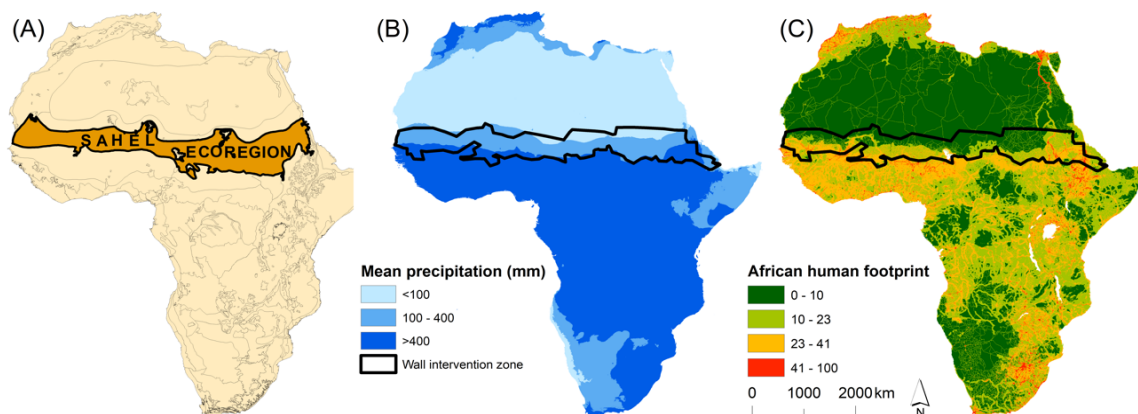 (A)
SAHEL
ECOREGION
(B)
Mean precipitation (mm)
<100
100 - 400
>400
Wall intervention zone
(C)
African human footprint
0 - 10
10 - 23
23 - 41
41 - 100
0 1000 2000 km
N